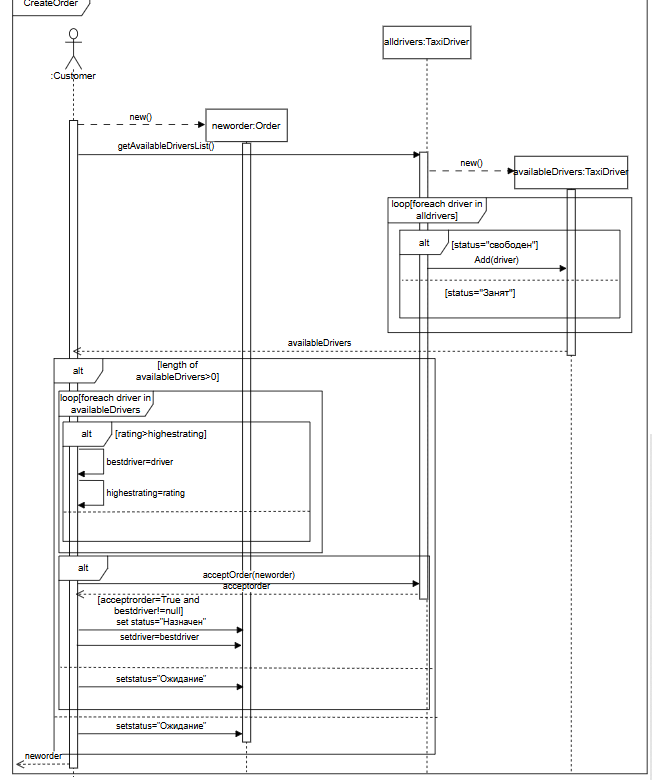 CreateOrder
alldrivers:TaxiDriver
:Customer
new()
neworder:Order
getAvailableDriversList()
new()
availableDrivers:TaxiDriver
loop[foreach driver in
alldrivers]
alt
[status="свободен"]
Add(driver)
[status="Занят"]
availableDrivers
alt
[length of
availableDrivers>0]
loop[foreach driver in
availableDrivers
alt
[rating>highestrating]
bestdriver=driver
highestrating=rating
alt
acceptOrder(neworder)
acceptorder
[acceptrorder=True and
bestdriver!=null]
set status="Назначен"
setdriver=bestdriver
setstatus="Ожидание"
setstatus="Ожидание"
neworder